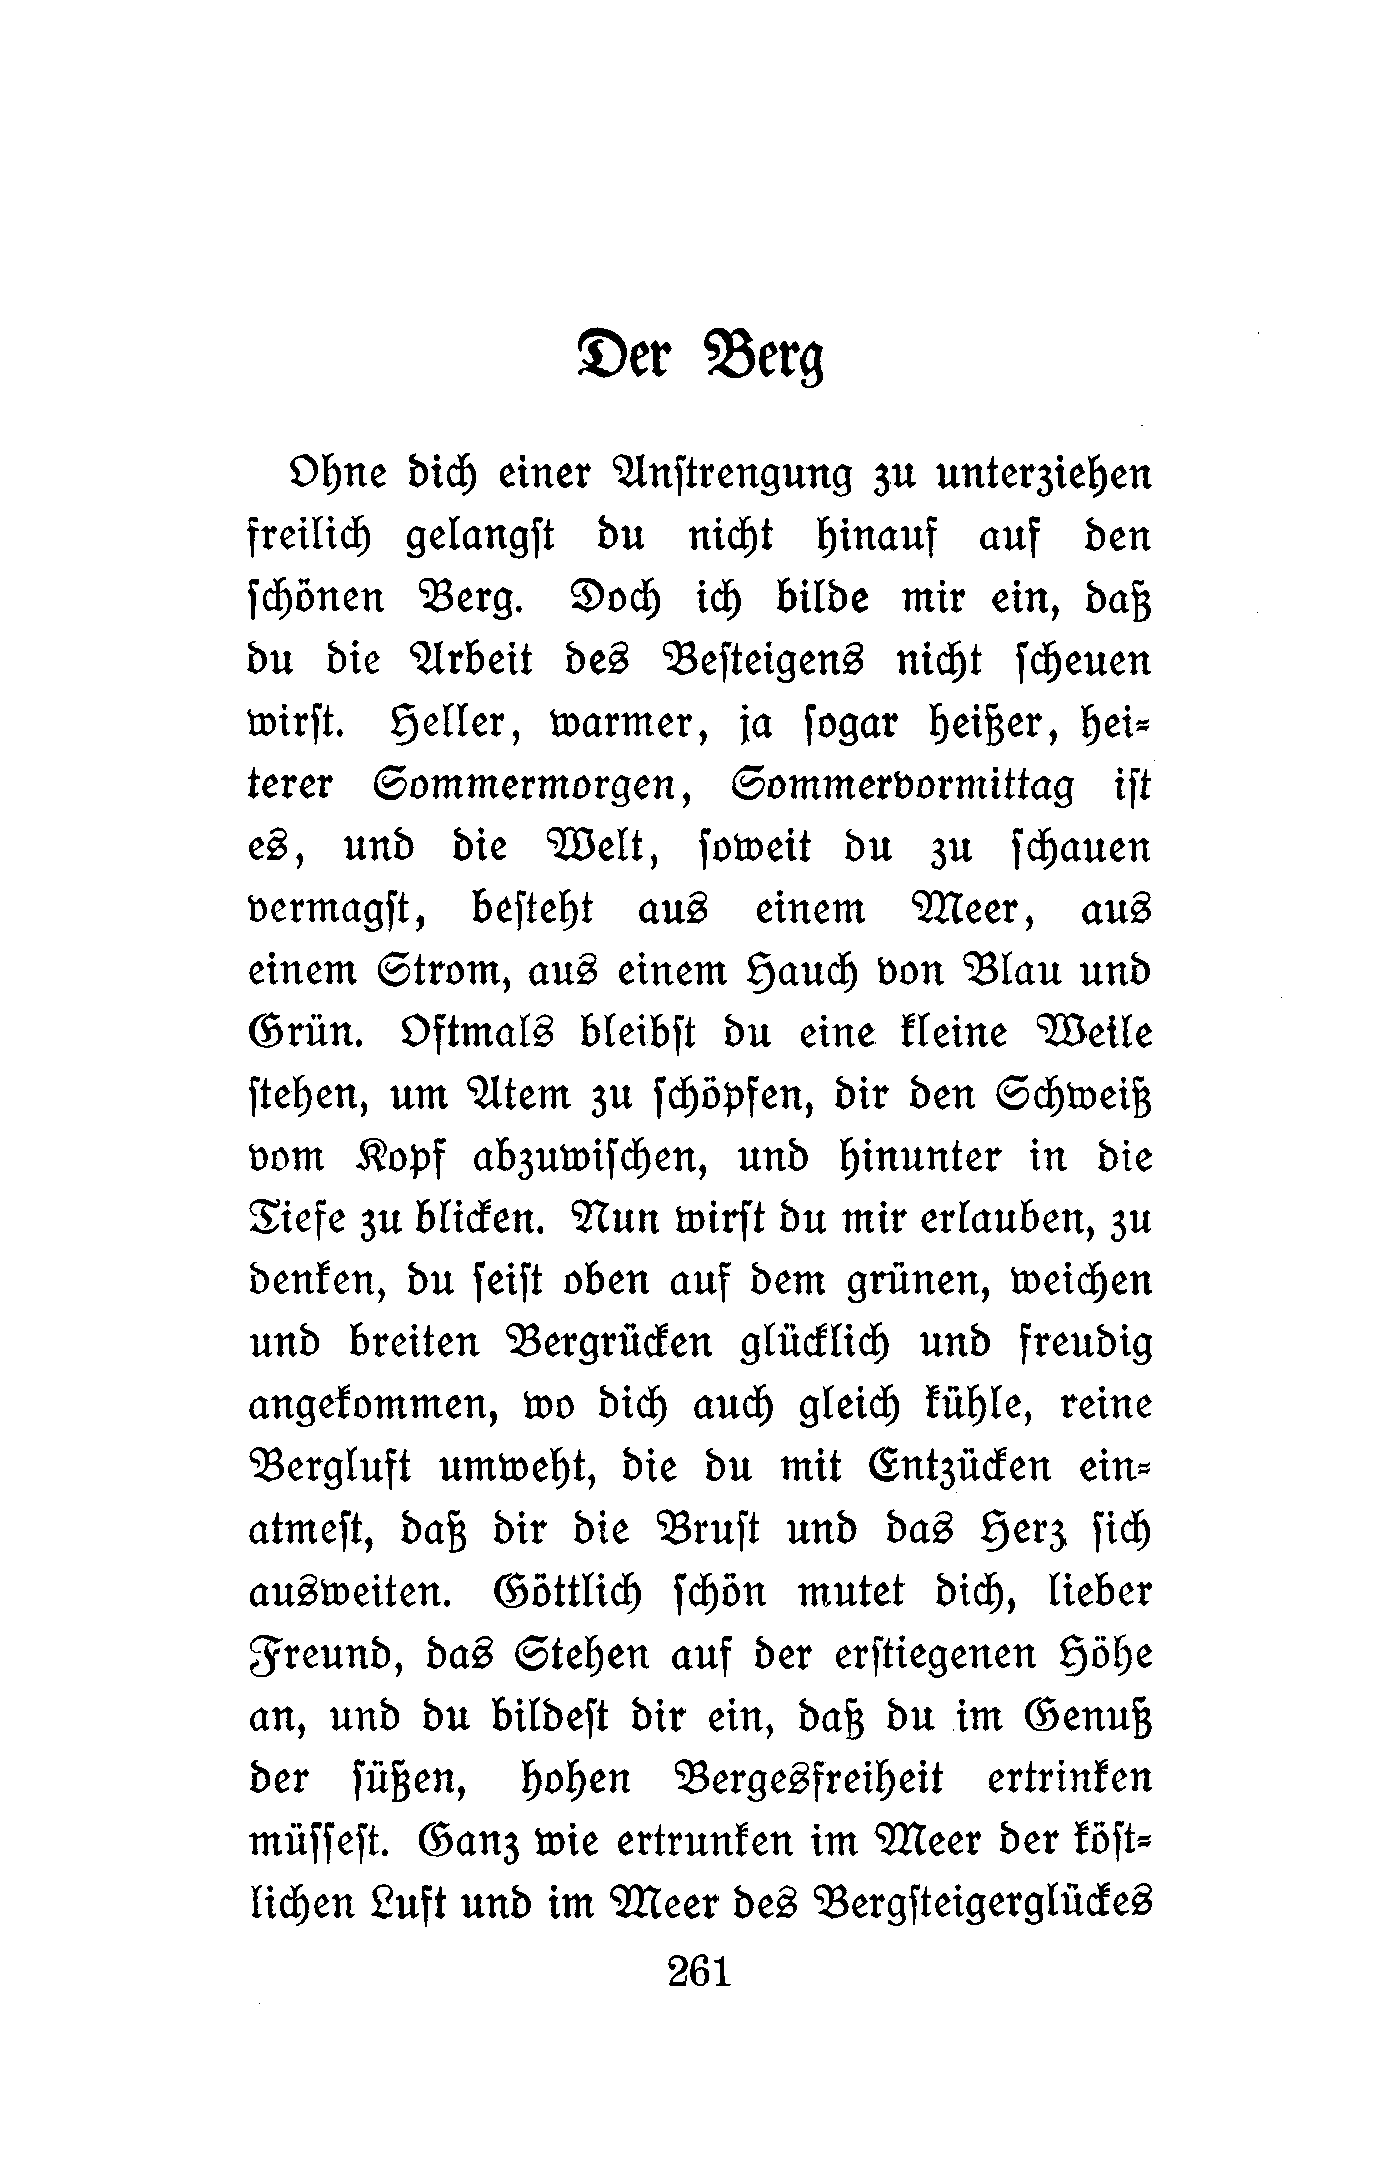 Der Berg
Ohne dich einer Anſtrengung zu unterziehen
freilich gelangſt du nicht hinauf auf den
ſchönen Berg. Doch ich bilde mir ein, daß
du die Arbeit des Beſteigens nicht ſcheuen
wirſt. Heller, warmer, ja ſogar heißer, hei⸗
terer Sommermorgen, Sommervormittag iſt
es, und die Welt, ſoweit du zu ſchauen
vermagſt, beſteht aus einem Meer, aus
einem Strom, aus einem Hauch von Blau und
Grün. Oftmals bleibſt du eine kleine Weile
ſtehen, um Atem zu ſchöpfen, dir den Schweiß
vom Kopf abzuwiſchen, und hinunter in die
Tiefe zu blicken. Nun wirſt du mir erlauben, zu
denken, du ſeiſt oben auf dem grünen, weichen
und breiten Bergrücken glücklich und freudig
angekommen, wo dich auch gleich kühle, reine
Bergluft umweht, die du mit Entzücken ein⸗
atmeſt, daß dir die Bruſt und das Herz ſich
ausweiten. Göttlich ſchön mutet dich, lieber
Freund, das Stehen auf der erſtiegenen Höhe
an, und du bildeſt dir ein, daß du im Genuß
der ſüßen, hohen Bergesfreiheit ertrinken
müſſeſt. Ganz wie ertrunken im Meer der köſt⸗
lichen Luft und im Meer des Bergſteigerglückes
261